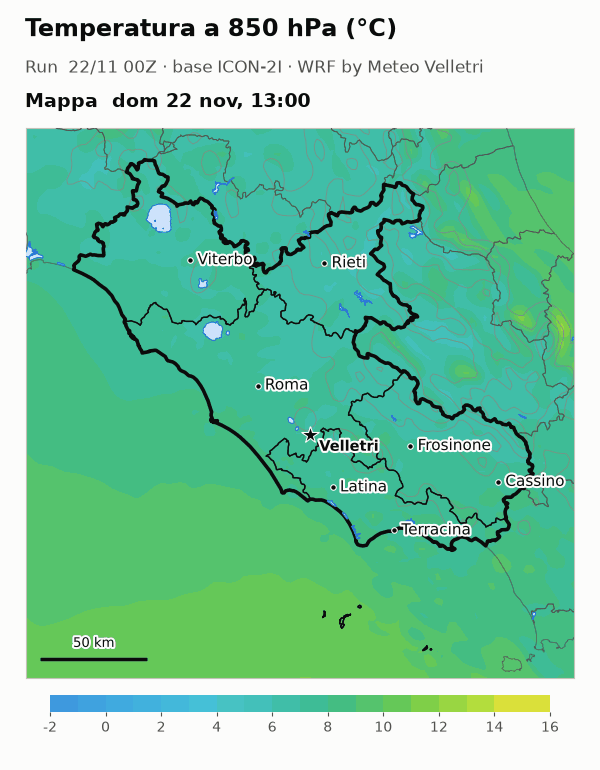 Temperatura a 850 hPa (°C)
Run  22/11 00Z · base ICON-2I · WRF by Meteo Velletri
Mappa  dom 22 nov, 13:00
Viterbo
Rieti
Roma
Velletri
Frosinone
Cassino
Latina
Terracina
50 km
-2 0 2 4 6 8 10 12 14 16